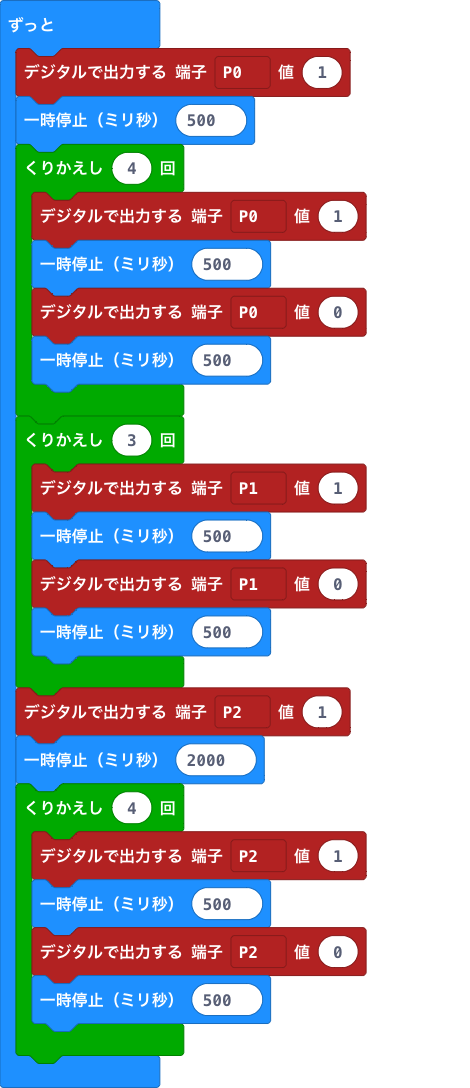 ずっと
デジタルで出力する 端子 P0 値 1
一時停止（ミリ秒） 500
くりかえし 4 回
デジタルで出力する 端子 P0 値 1
一時停止（ミリ秒） 500
デジタルで出力する 端子 P0 値 0
一時停止（ミリ秒） 500
くりかえし 3 回
デジタルで出力する 端子 P1 値 1
一時停止（ミリ秒） 500
デジタルで出力する 端子 P1 値 0
一時停止（ミリ秒） 500
デジタルで出力する 端子 P2 値 1
一時停止（ミリ秒） 2000
くりかえし 4 回
デジタルで出力する 端子 P2 値 1
一時停止（ミリ秒） 500
デジタルで出力する 端子 P2 値 0
一時停止（ミリ秒） 500